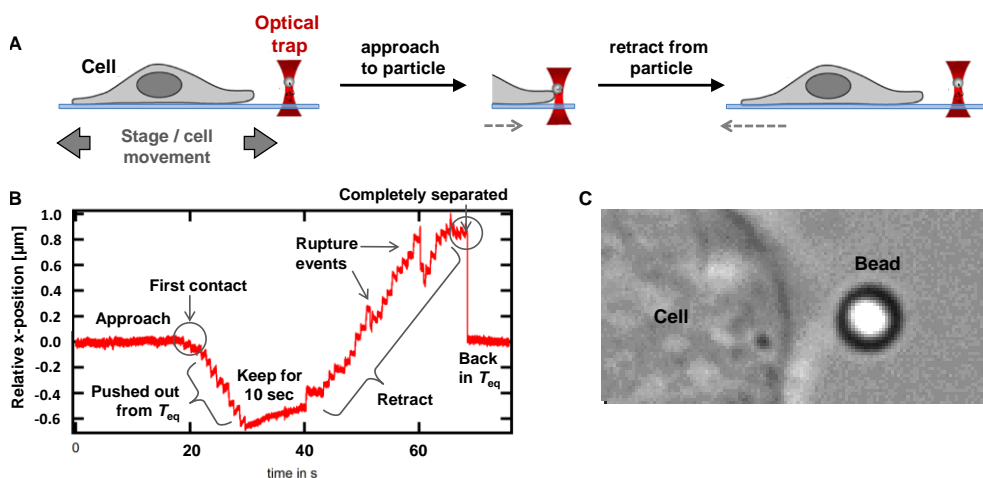 A
Cell
Optical
trap
approach
to particle
retract from
particle
Stage / cell
movement
B
Completely separated
Relative x-position [µm]
1.0
0.8
0.6
0.4
0.2
0.0
-0.2
-0.4
-0.6
Rupture
events
First contact
Approach
Pushed out
from Teq
Keep for
10 sec
Retract
Back
in Teq
0
20
40
60
time in s
C
Cell
Bead